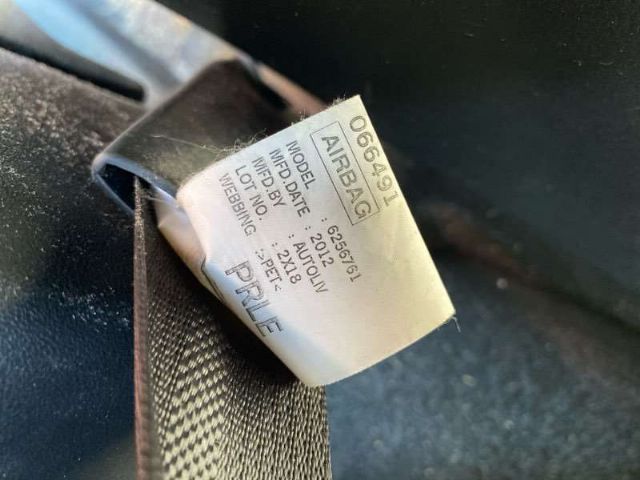 066491
AIRBAG
MODEL : 6256761
MFD.DATE : 2012
MFD.BY : AUTOLIV
LOT NO. : 2X18
WEBBING :>PET<
PRLE